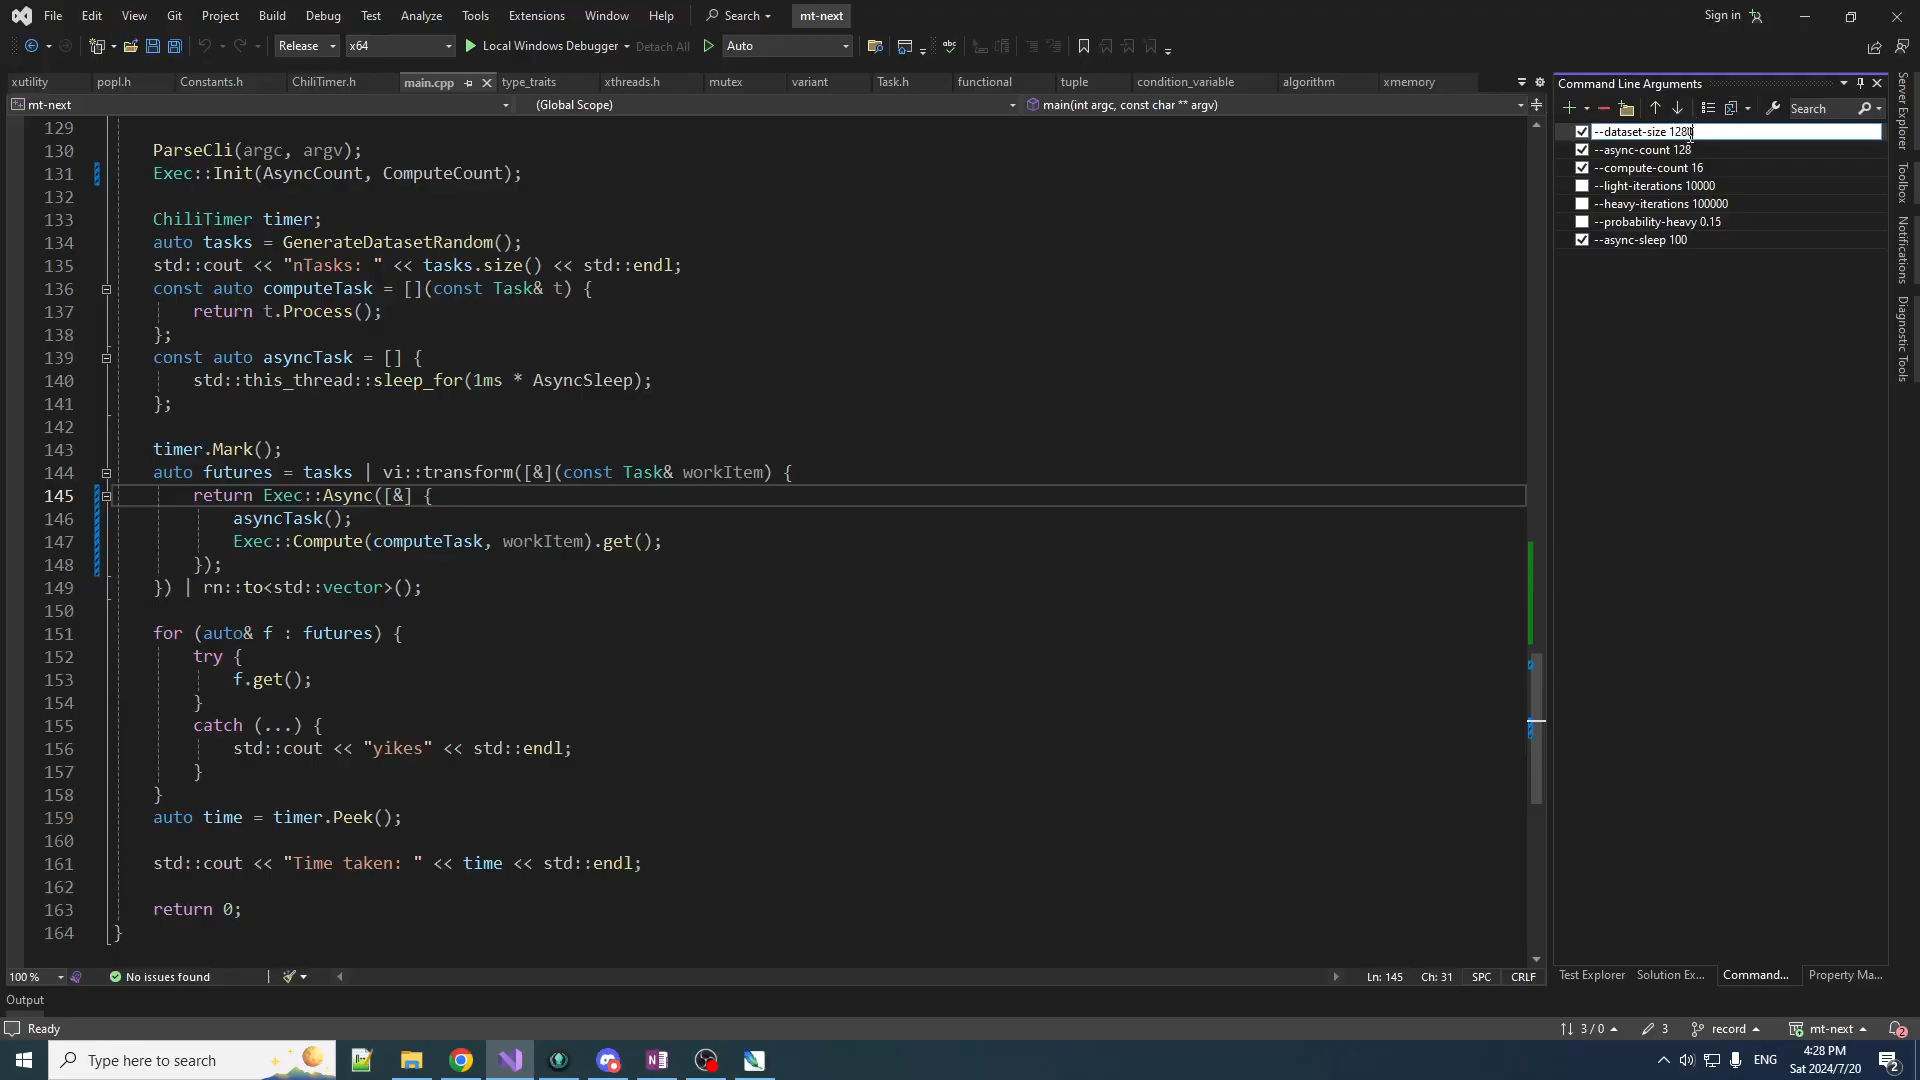 File Edit View Git Project Build Debug Test Analyze Tools Extensions Window Help Search mt-next Sign in
Release x64 Local Windows Debugger Detach All Auto
xutility popl.h Constants.h ChiliTimer.h main.cpp type_traits xthreads.h mutex variant Task.h functional tuple condition_variable algorithm xmemory
mt-next (Global Scope) main(int argc, const char ** argv)
129
130 ParseCli(argc, argv);
131 Exec::Init(AsyncCount, ComputeCount);
132
133 ChiliTimer timer;
134 auto tasks = GenerateDatasetRandom();
135 std::cout << "nTasks: " << tasks.size() << std::endl;
136 const auto computeTask = [](const Task& t) {
137 return t.Process();
138 };
139 const auto asyncTask = [] {
140 std::this_thread::sleep_for(1ms * AsyncSleep);
141 };
142
143 timer.Mark();
144 auto futures = tasks | vi::transform([&](const Task& workItem) {
145 return Exec::Async([&] {
146 asyncTask();
147 Exec::Compute(computeTask, workItem).get();
148 });
149 }) | rn::to<std::vector>();
150
151 for (auto& f : futures) {
152 try {
153 f.get();
154 }
155 catch (...) {
156 std::cout << "yikes" << std::endl;
157 }
158 }
159 auto time = timer.Peek();
160
161 std::cout << "Time taken: " << time << std::endl;
162
163 return 0;
164 }
100 % No issues found Ln: 145 Ch: 31 SPC CRLF
Output
Ready 3 / 0 3 record mt-next 2
Command Line Arguments
Search
--dataset-size
--async-count 128
--compute-count 16
--light-iterations 10000
--heavy-iterations 100000
--probability-heavy 0.15
--async-sleep 100
Test Explorer Solution Ex... Command... Property Ma...
Server Explorer
Toolbox
Notifications
Diagnostic Tools
Type here to search
ENG
4:28 PM
Sat 2024/7/20
2